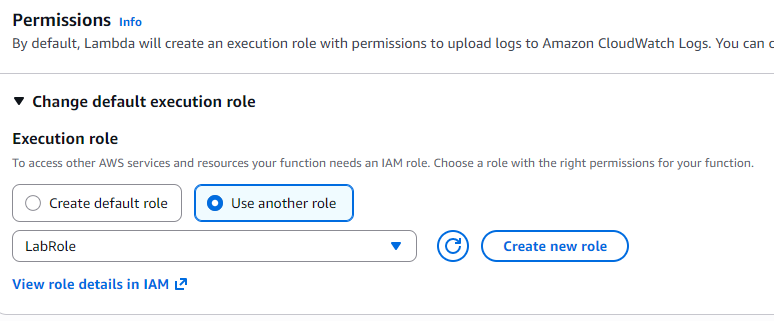 Permissions Info
By default, Lambda will create an execution role with permissions to upload logs to Amazon CloudWatch Logs. You can
Change default execution role
Execution role
To access other AWS services and resources your function needs an IAM role. Choose a role with the right permissions for your function.
Create default role Use another role
LabRole Create new role
View role details in IAM